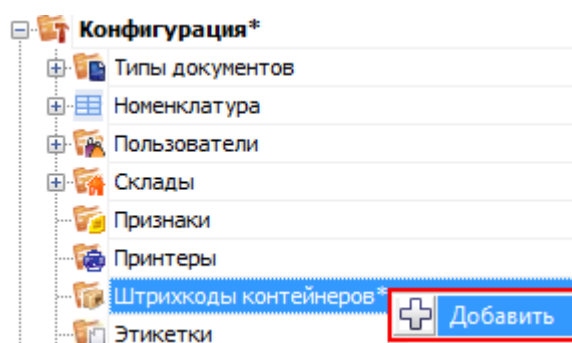 Конфигурация*
Типы документов
Номенклатура
Пользователи
Склады
Признаки
Принтеры
Штрихкоды контейнеров*
Добавить
Этикетки